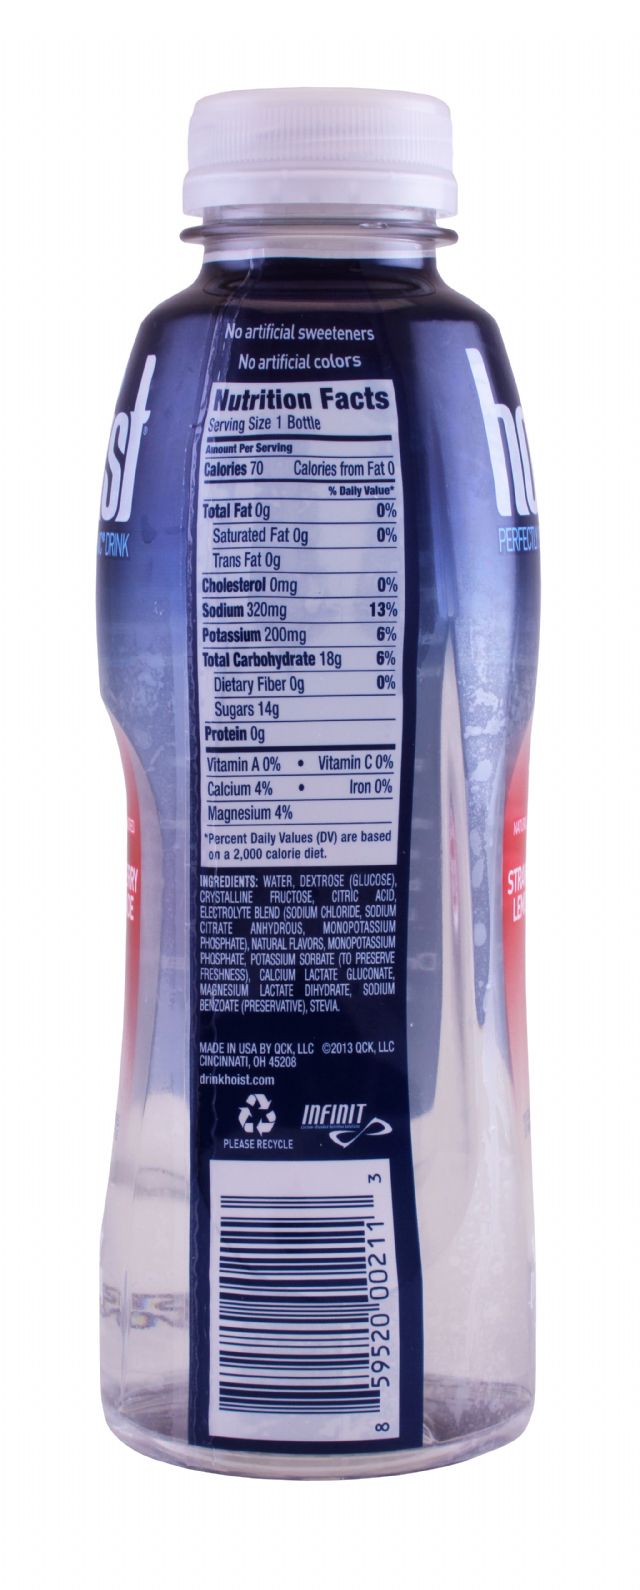 No artificial sweeteners
No artificial colors
Nutrition Facts
Serving Size 1 Bottle
Amount Per Serving
Calories 70 Calories from Fat 0
% Daily Value*
Total Fat 0g 0%
Saturated Fat 0g 0%
Trans Fat 0g
Cholesterol 0mg 0%
Sodium 320mg 13%
Potassium 200mg 6%
Total Carbohydrate 18g 6%
Dietary Fiber 0g 0%
Sugars 14g
Protein 0g
Vitamin A 0% • Vitamin C 0%
Calcium 4% • Iron 0%
Magnesium 4%
*Percent Daily Values (DV) are based
on a 2,000 calorie diet.
INGREDIENTS: WATER, DEXTROSE (GLUCOSE),
CRYSTALLINE FRUCTOSE, CITRIC ACID,
ELECTROLYTE BLEND (SODIUM CHLORIDE, SODIUM
CITRATE ANHYDROUS, MONOPOTASSIUM
PHOSPHATE), NATURAL FLAVORS, MONOPOTASSIUM
PHOSPHATE, POTASSIUM SORBATE (TO PRESERVE
FRESHNESS), CALCIUM LACTATE GLUCONATE,
MAGNESIUM LACTATE DIHYDRATE, SODIUM
BENZOATE (PRESERVATIVE), STEVIA.
MADE IN USA BY QCK, LLC ©2013 QCK, LLC
CINCINNATI, OH 45208
drinkhoist.com
PLEASE RECYCLE
INFINIT
8 59520 00211 3
st
DRINK
ho
PERFECTL
STRA
LEM